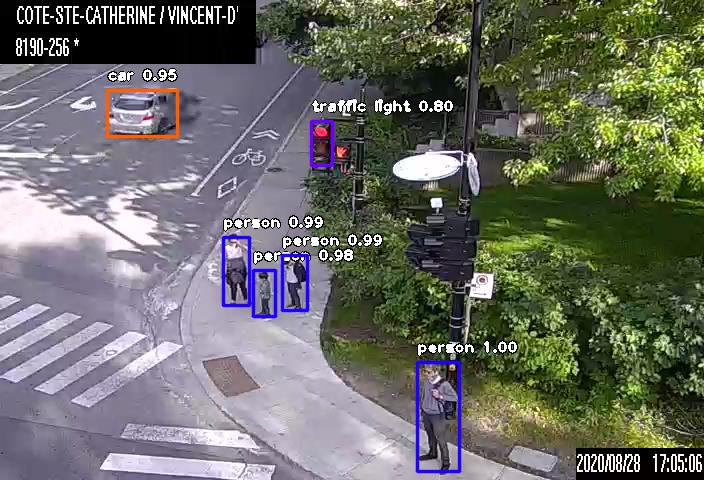 COTE-STE-CATHERINE / VINCENT-D'
8190-256 *
car 0.95
traffic light 0.80
person 0.99
person 0.99
person 0.98
person 1.00
2020/08/28 17:05:06